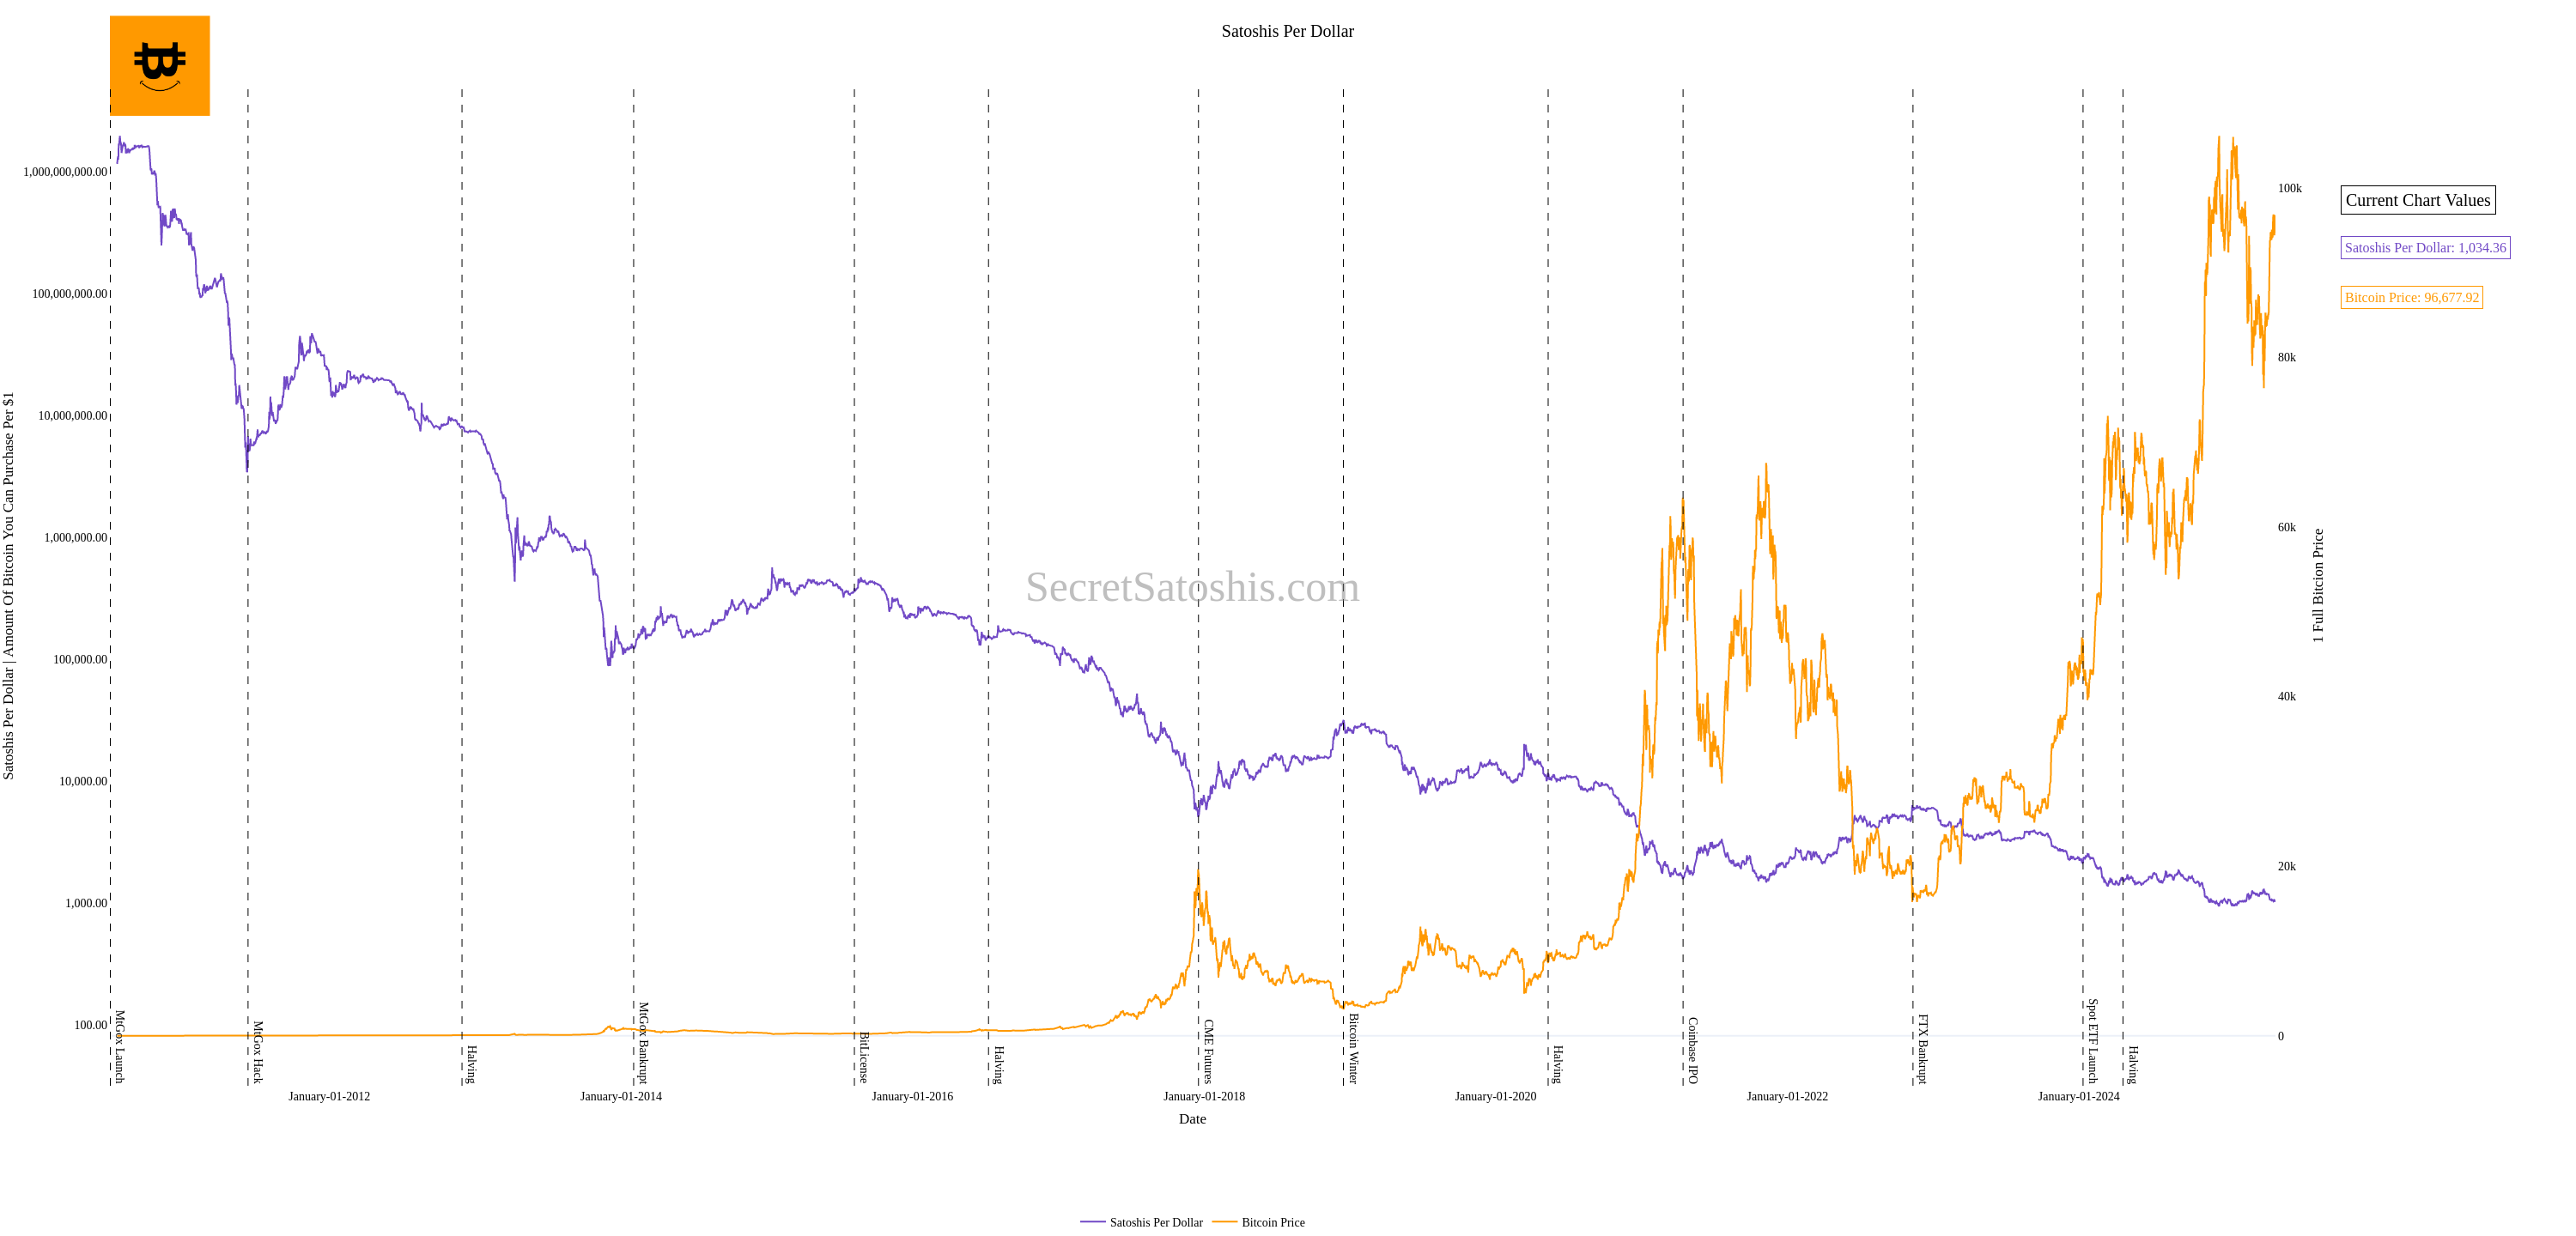 Satoshis Per Dollar
1,000,000,000.00
100,000,000.00
10,000,000.00
1,000,000.00
100,000.00
10,000.00
1,000.00
100.00
Satoshis Per Dollar | Amount Of Bitcoin You Can Purchase Per $1
SecretSatoshis.com
MtGox Launch
MtGox Hack
Halving
MtGox Bankrupt
BitLicense
Halving
CME Futures
Bitcoin Winter
Halving
Coinbase IPO
FTX Bankrupt
Spot ETF Launch
Halving
100k
80k
60k
40k
20k
0
1 Full Bitcion Price
Current Chart Values
Satoshis Per Dollar: 1,034.36
Bitcoin Price: 96,677.92
January-01-2012
January-01-2014
January-01-2016
January-01-2018
January-01-2020
January-01-2022
January-01-2024
Date
Satoshis Per Dollar
Bitcoin Price